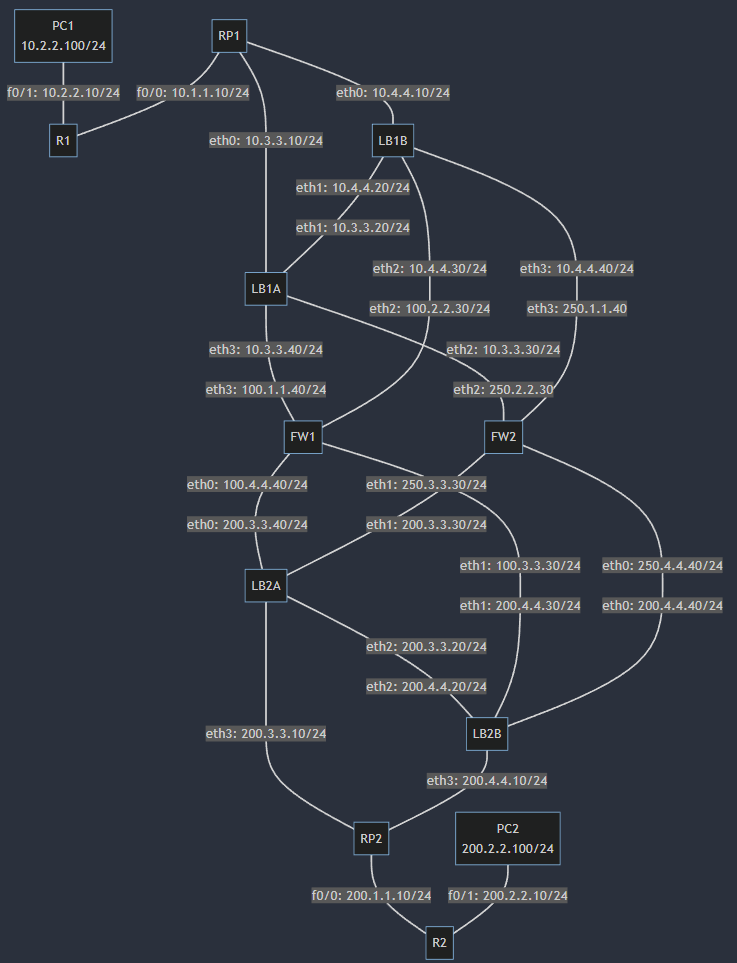 PC1
10.2.2.100/24
RP1
f0/1: 10.2.2.10/24
f0/0: 10.1.1.10/24
eth0: 10.4.4.10/24
R1
eth0: 10.3.3.10/24
LB1B
eth1: 10.4.4.20/24
eth1: 10.3.3.20/24
eth2: 10.4.4.30/24
eth3: 10.4.4.40/24
LB1A
eth2: 100.2.2.30/24
eth3: 250.1.1.40
eth3: 10.3.3.40/24
eth2: 10.3.3.30/24
eth3: 100.1.1.40/24
eth2: 250.2.2.30
FW1
FW2
eth0: 100.4.4.40/24
eth1: 250.3.3.30/24
eth0: 200.3.3.40/24
eth1: 200.3.3.30/24
eth1: 100.3.3.30/24
eth0: 250.4.4.40/24
LB2A
eth1: 200.4.4.30/24
eth0: 200.4.4.40/24
eth2: 200.3.3.20/24
eth2: 200.4.4.20/24
eth3: 200.3.3.10/24
LB2B
eth3: 200.4.4.10/24
RP2
PC2
200.2.2.100/24
f0/0: 200.1.1.10/24
f0/1: 200.2.2.10/24
R2